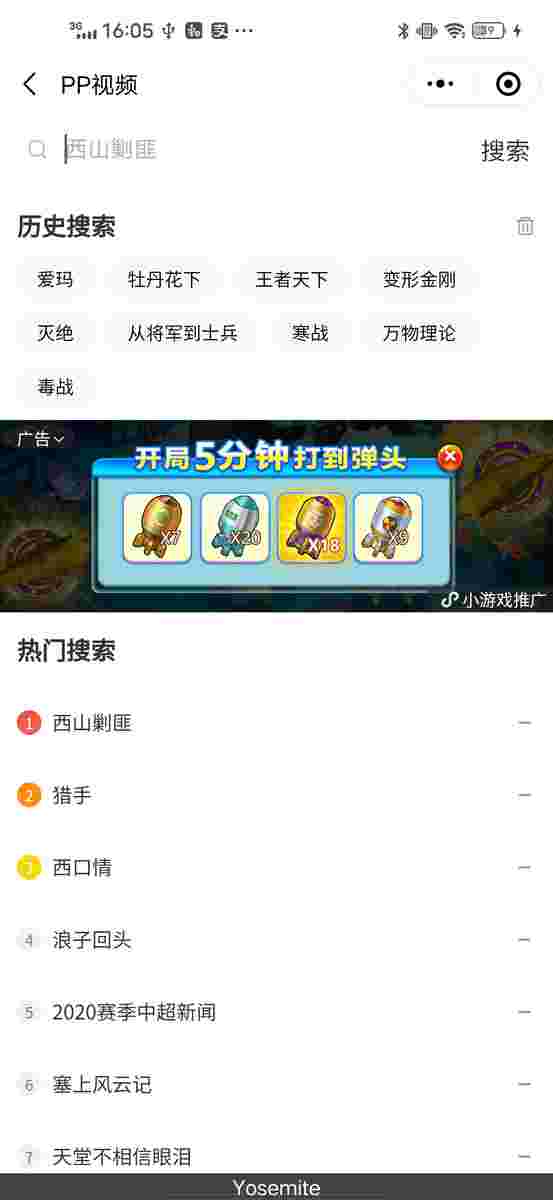 3G 16:05
PP视频
西山剿匪 搜索
历史搜索
爱玛 牡丹花下 王者天下 变形金刚
灭绝 从将军到士兵 寒战 万物理论
毒战
广告
开局5分钟打到弹头
X7 X20 X18 X9
小游戏推广
热门搜索
1 西山剿匪
2 猎手
3 西口情
4 浪子回头
5 2020赛季中超新闻
6 塞上风云记
7 天堂不相信眼泪
Yosemite